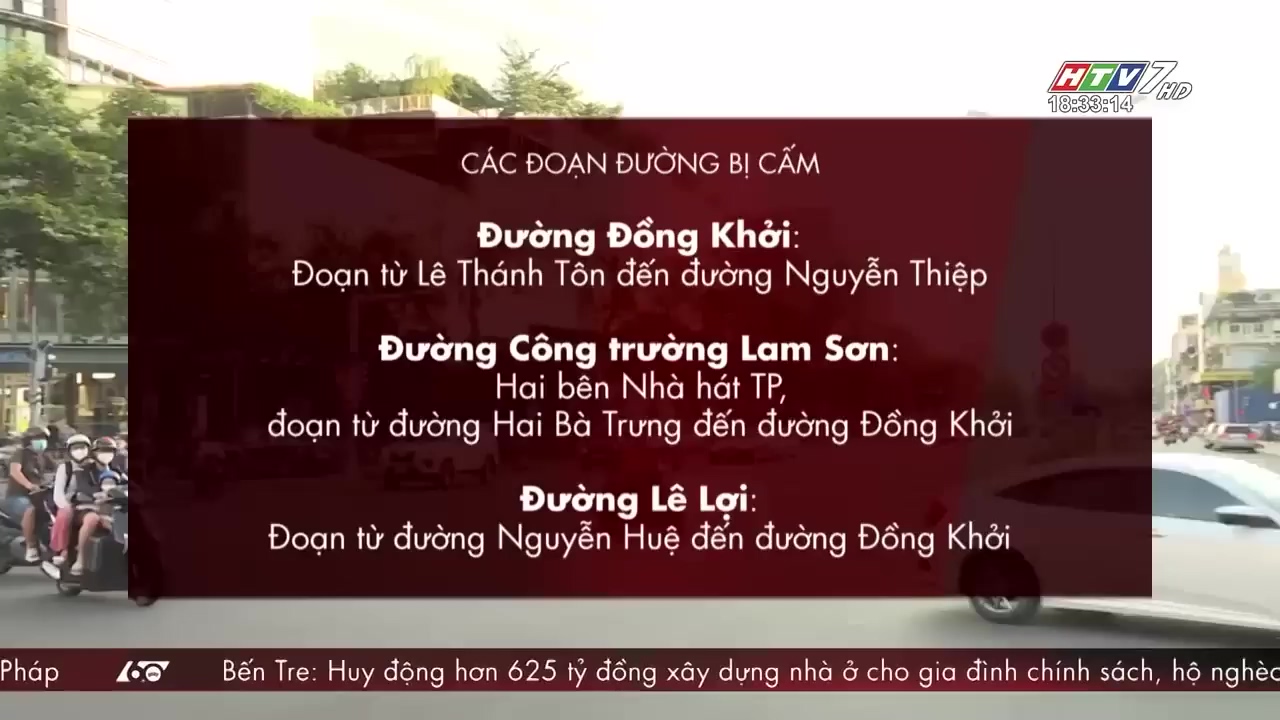 HTV7 HD
18:33:14
CÁC ĐOẠN ĐƯỜNG BỊ CẤM
Đường Đồng Khởi:
Đoạn từ Lê Thánh Tôn đến đường Nguyễn Thiệp
Đường Công trường Lam Sơn:
Hai bên Nhà hát TP,
đoạn từ đường Hai Bà Trưng đến đường Đồng Khởi
Đường Lê Lợi:
Đoạn từ đường Nguyễn Huệ đến đường Đồng Khởi
Pháp 60 Bến Tre: Huy động hơn 625 tỷ đồng xây dựng nhà ở cho gia đình chính sách, hộ nghèo